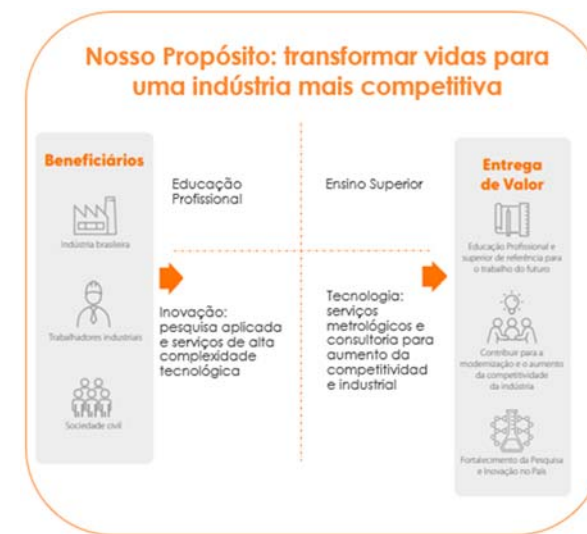 Nosso Propósito: transformar vidas para
uma indústria mais competitiva
Beneficiários
Indústria brasileira
Trabalhadores industriais
Sociedade civil
Educação
Profissional
Ensino Superior
Inovação:
pesquisa aplicada
e serviços de alta
complexidade
tecnológica
Tecnologia:
serviços
metrológicos e
consultoria para
aumento da
competitividad
e industrial
Entrega
de Valor
Educação Profissional e
superior de referência para
o trabalho do futuro
Contribuir para a
modernização e o aumento
da competitividade
da indústria
Fortalecimento da Pesquisa
e Inovação no País